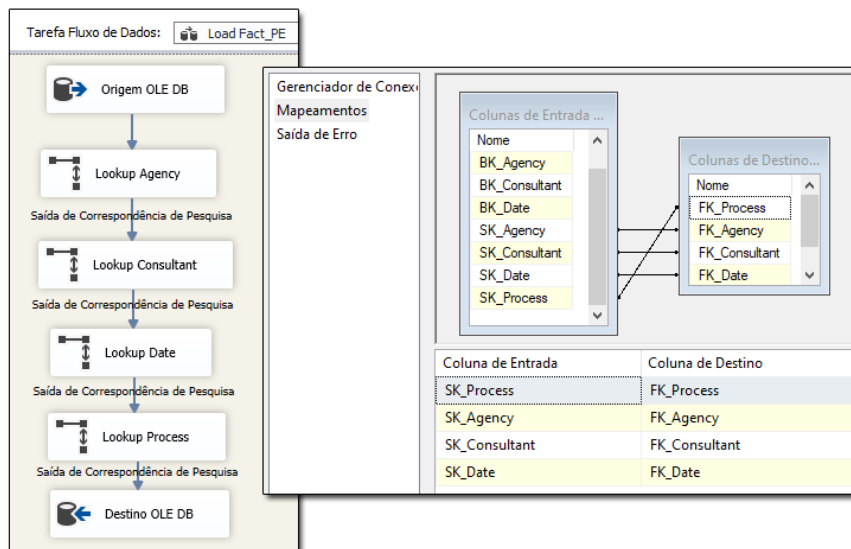 Tarefa Fluxo de Dados: Load Fact_PE
Origem OLE DB
Lookup Agency
Saída de Correspondência de Pesquisa
Lookup Consultant
Saída de Correspondência de Pesquisa
Lookup Date
Saída de Correspondência de Pesquisa
Lookup Process
Saída de Correspondência de Pesquisa
Destino OLE DB
Gerenciador de Conex
Mapeamentos
Saída de Erro
Colunas de Entrada ...
Nome
BK_Agency
BK_Consultant
BK_Date
SK_Agency
SK_Consultant
SK_Date
SK_Process
Colunas de Destino...
Nome
FK_Process
FK_Agency
FK_Consultant
FK_Date
Coluna de Entrada Coluna de Destino
SK_Process FK_Process
SK_Agency FK_Agency
SK_Consultant FK_Consultant
SK_Date FK_Date